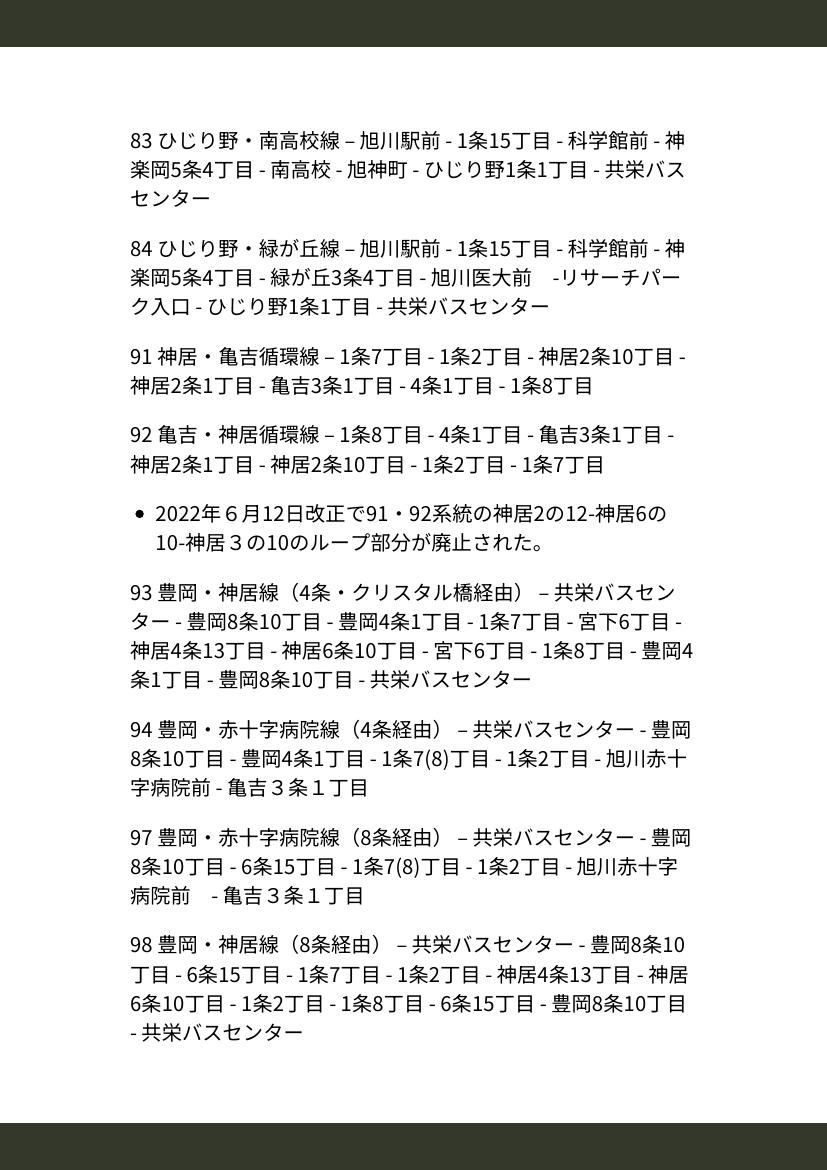 83 ひじり野・南高校線 – 旭川駅前 - 1条15丁目 - 科学館前 - 神
楽岡5条4丁目 - 南高校 - 旭神町 - ひじり野1条1丁目 - 共栄バス
センター
84 ひじり野・緑が丘線 – 旭川駅前 - 1条15丁目 - 科学館前 - 神
楽岡5条4丁目 - 緑が丘3条4丁目 - 旭川医大前　-リサーチパー
ク入口 - ひじり野1条1丁目 - 共栄バスセンター
91 神居・亀吉循環線 – 1条7丁目 - 1条2丁目 - 神居2条10丁目 -
神居2条1丁目 - 亀吉3条1丁目 - 4条1丁目 - 1条8丁目
92 亀吉・神居循環線 – 1条8丁目 - 4条1丁目 - 亀吉3条1丁目 -
神居2条1丁目 - 神居2条10丁目 - 1条2丁目 - 1条7丁目
• 2022年６月12日改正で91・92系統の神居2の12-神居6の
10-神居３の10のループ部分が廃止された。
93 豊岡・神居線（4条・クリスタル橋経由） – 共栄バスセン
ター - 豊岡8条10丁目 - 豊岡4条1丁目 - 1条7丁目 - 宮下6丁目 -
神居4条13丁目 - 神居6条10丁目 - 宮下6丁目 - 1条8丁目 - 豊岡4
条1丁目 - 豊岡8条10丁目 - 共栄バスセンター
94 豊岡・赤十字病院線（4条経由） – 共栄バスセンター - 豊岡
8条10丁目 - 豊岡4条1丁目 - 1条7(8)丁目 - 1条2丁目 - 旭川赤十
字病院前 - 亀吉３条１丁目
97 豊岡・赤十字病院線（8条経由） – 共栄バスセンター - 豊岡
8条10丁目 - 6条15丁目 - 1条7(8)丁目 - 1条2丁目 - 旭川赤十字
病院前　- 亀吉３条１丁目
98 豊岡・神居線（8条経由） – 共栄バスセンター - 豊岡8条10
丁目 - 6条15丁目 - 1条7丁目 - 1条2丁目 - 神居4条13丁目 - 神居
6条10丁目 - 1条2丁目 - 1条8丁目 - 6条15丁目 - 豊岡8条10丁目
- 共栄バスセンター